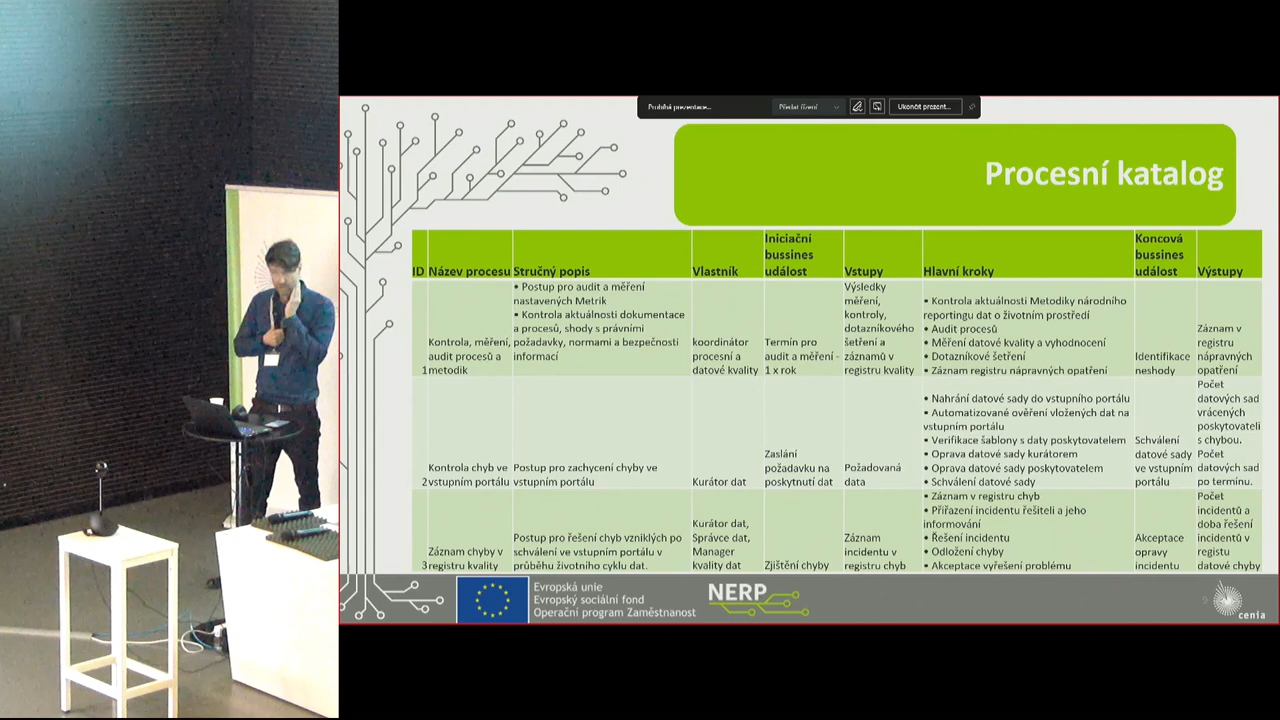 Probíhá prezentace...
Předat řízení
Ukončit prezent...
Procesní katalog
ID
Název procesu
Stručný popis
Vlastník
Iniciační
bussines
událost
Vstupy
Hlavní kroky
Koncová
bussines
událost
Výstupy
1
Kontrola, měření,
audit procesů a
metodik
• Postup pro audit a měření
nastavených Metrik
• Kontrola aktuálnosti dokumentace
a procesů, shody s právními
požadavky, normami a bezpečnosti
informací
koordinátor
procesní a
datové kvality
Termín pro
audit a měření -
1 x rok
Výsledky
měření,
kontroly,
dotazníkového
šetření a
záznamů v
registru kvality
• Kontrola aktuálnosti Metodiky národního
reportingu dat o životním prostředí
• Audit procesů
• Měření datové kvality a vyhodnocení
• Dotazníkové šetření
• Záznam registru nápravných opatření
Identifikace
neshody
Záznam v
registru
nápravných
opatření
2
Kontrola chyb ve
vstupním portálu
Postup pro zachycení chyby ve
vstupním portálu
Kurátor dat
Zaslání
požadavku na
poskytnutí dat
Požadovaná
data
• Nahrání datové sady do vstupního portálu
• Automatizované ověření vložených dat na
vstupním portálu
• Verifikace šablony s daty poskytovatelem
• Oprava datové sady kurátorem
• Oprava datové sady poskytovatelem
• Schválení datové sady
Schválení
datové sady
ve vstupním
portálu
Počet
datových sad
vrácených
poskytovateli
s chybou.
Počet
datových sad
po termínu.
3
Záznam chyby v
registru kvality
Postup pro řešení chyb vzniklých po
schválení ve vstupním portálu v
průběhu životního cyklu dat.
Kurátor dat,
Správce dat,
Manager
kvality dat
Zjištění chyby
Záznam
incidentu v
registru chyb
• Záznam v registru chyb
• Přiřazení incidentu řešiteli a jeho
informování
• Řešení incidentu
• Odložení chyby
• Akceptace vyřešení problému
Akceptace
opravy
incidentu
Počet
incidentů a
doba řešení
incidentů v
registu
datové chyby
Evropská unie
Evropský sociální fond
Operační program Zaměstnanost
NERP
cenia